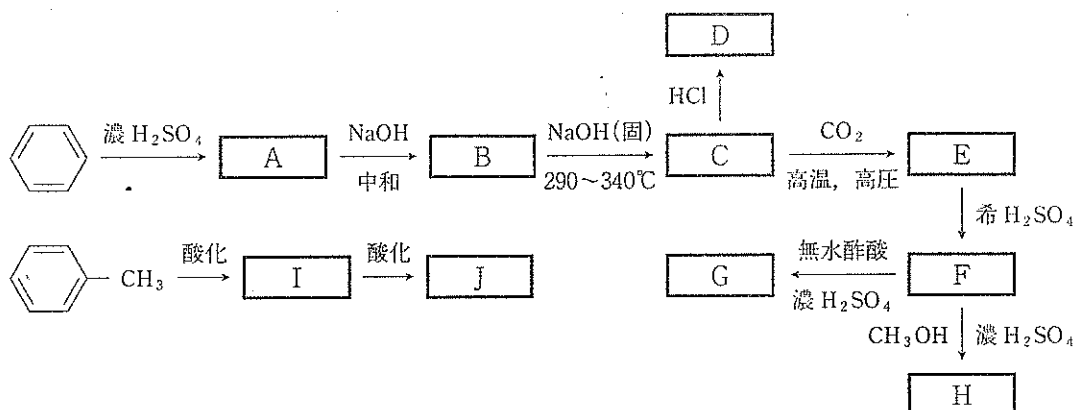 D
HCl
濃 H₂SO₄
A
NaOH
中和
B
NaOH(固)
290～340℃
C
CO₂
高温，高圧
E
希 H₂SO₄
CH₃
酸化
I
酸化
J
G
無水酢酸
濃 H₂SO₄
F
CH₃OH
濃 H₂SO₄
H